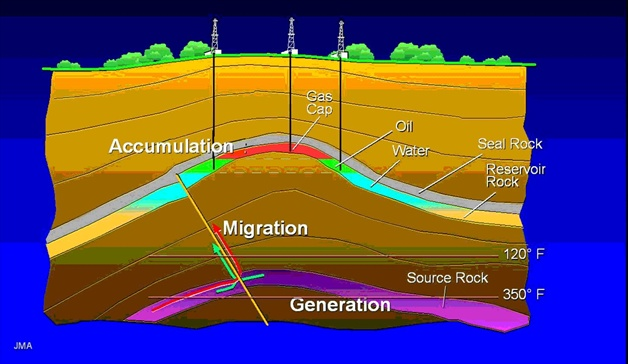 Gas
Cap
Accumulation
Oil
Water
Seal Rock
Reservoir
Rock
Migration
120° F
Source Rock
350° F
Generation
JMA